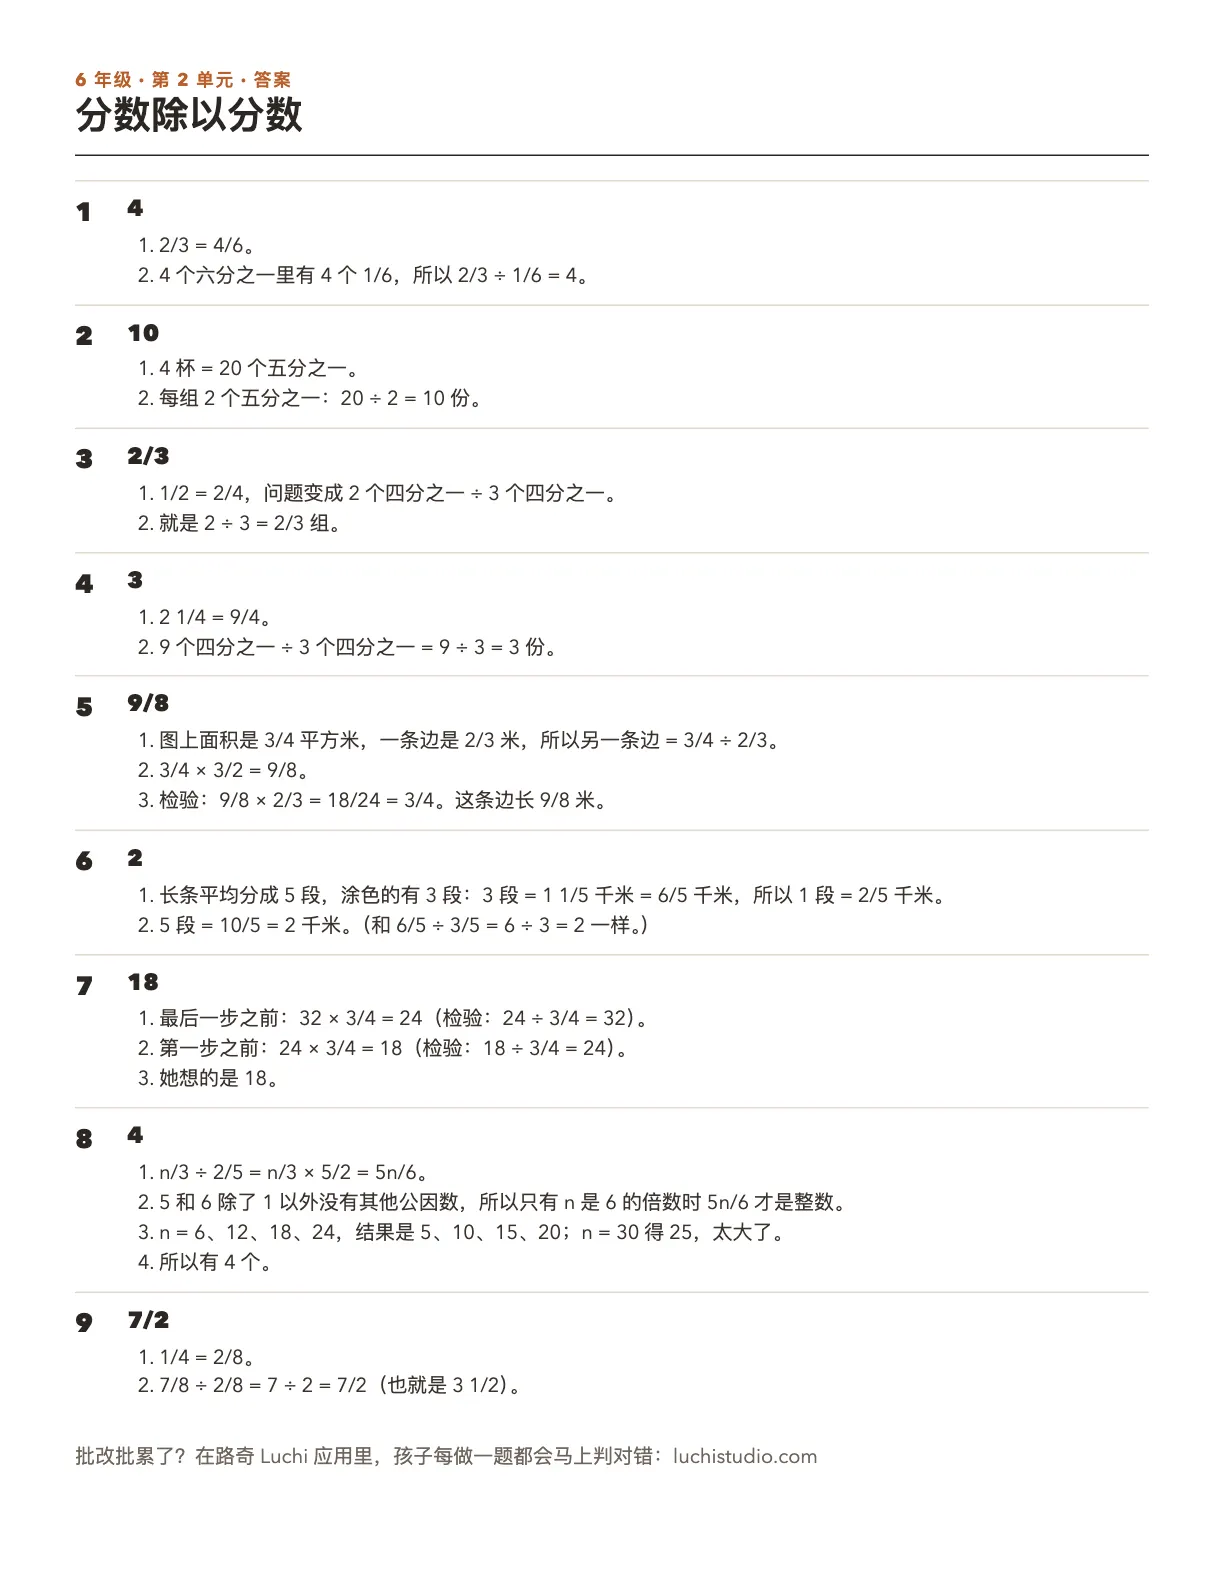 6 年级 · 第 2 单元 · 答案
分数除以分数
1 4
1. 2/3 = 4/6。
2. 4 个六分之一里有 4 个 1/6，所以 2/3 ÷ 1/6 = 4。
2 10
1. 4 杯 = 20 个五分之一。
2. 每组 2 个五分之一：20 ÷ 2 = 10 份。
3 2/3
1. 1/2 = 2/4，问题变成 2 个四分之一 ÷ 3 个四分之一。
2. 就是 2 ÷ 3 = 2/3 组。
4 3
1. 2 1/4 = 9/4。
2. 9 个四分之一 ÷ 3 个四分之一 = 9 ÷ 3 = 3 份。
5 9/8
1. 图上面积是 3/4 平方米，一条边是 2/3 米，所以另一条边 = 3/4 ÷ 2/3。
2. 3/4 × 3/2 = 9/8。
3. 检验：9/8 × 2/3 = 18/24 = 3/4。这条边长 9/8 米。
6 2
1. 长条平均分成 5 段，涂色的有 3 段：3 段 = 1 1/5 千米 = 6/5 千米，所以 1 段 = 2/5 千米。
2. 5 段 = 10/5 = 2 千米。（和 6/5 ÷ 3/5 = 6 ÷ 3 = 2 一样。）
7 18
1. 最后一步之前：32 × 3/4 = 24（检验：24 ÷ 3/4 = 32）。
2. 第一步之前：24 × 3/4 = 18（检验：18 ÷ 3/4 = 24）。
3. 她想的是 18。
8 4
1. n/3 ÷ 2/5 = n/3 × 5/2 = 5n/6。
2. 5 和 6 除了 1 以外没有其他公因数，所以只有 n 是 6 的倍数时 5n/6 才是整数。
3. n = 6、12、18、24，结果是 5、10、15、20；n = 30 得 25，太大了。
4. 所以有 4 个。
9 7/2
1. 1/4 = 2/8。
2. 7/8 ÷ 2/8 = 7 ÷ 2 = 7/2（也就是 3 1/2）。
批改批累了？在路奇 Luchi 应用里，孩子每做一题都会马上判对错：luchistudio.com